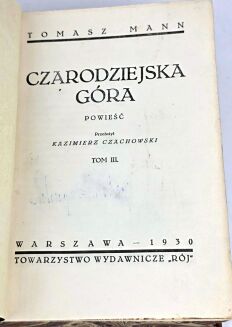 TOMASZ MANN
CZARODZIEJSKA
GÓRA
POWIEŚĆ
Przełożył
KAZIMIERZ CZACHOWSKI
TOM III.
WARSZAWA – 1930
TOWARZYSTWO WYDAWNICZE „RÓJ"